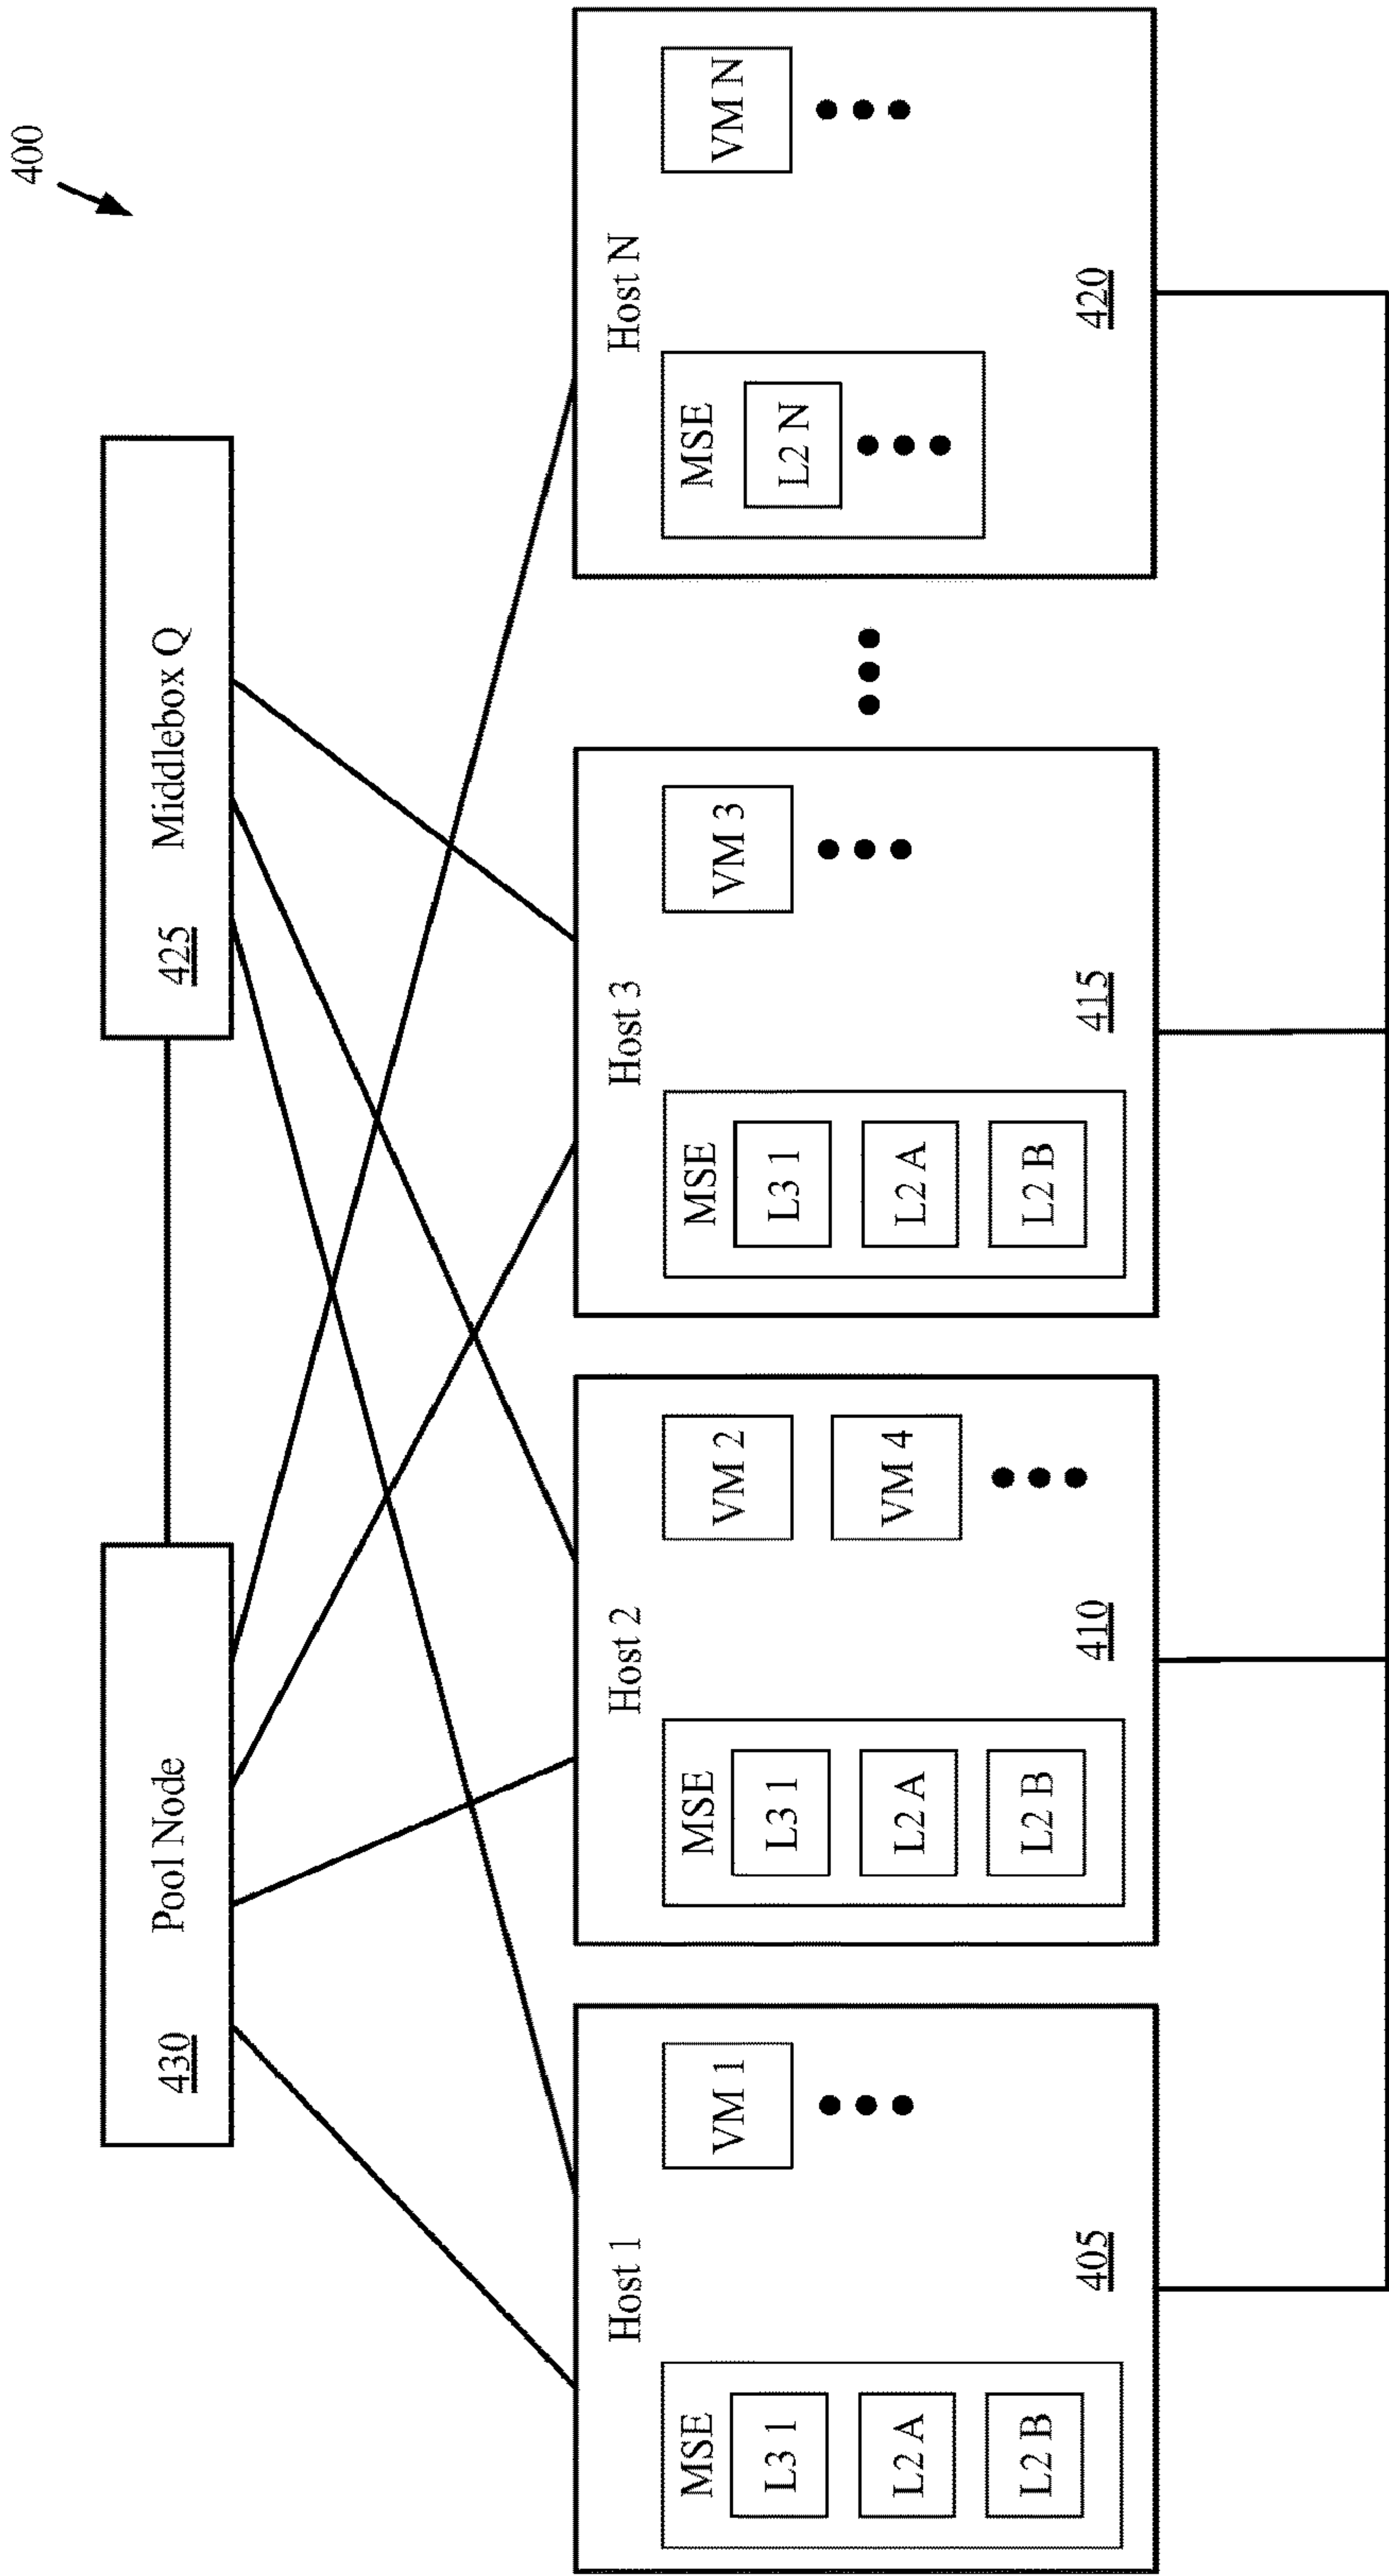 400
430
Pool Node
425
Middlebox Q
Host 1
MSE
L3 1
L2 A
L2 B
VM 1
405
Host 2
MSE
L3 1
L2 A
L2 B
VM 2
VM 4
410
Host 3
MSE
L3 1
L2 A
L2 B
VM 3
415
Host N
MSE
L2 N
VM N
420